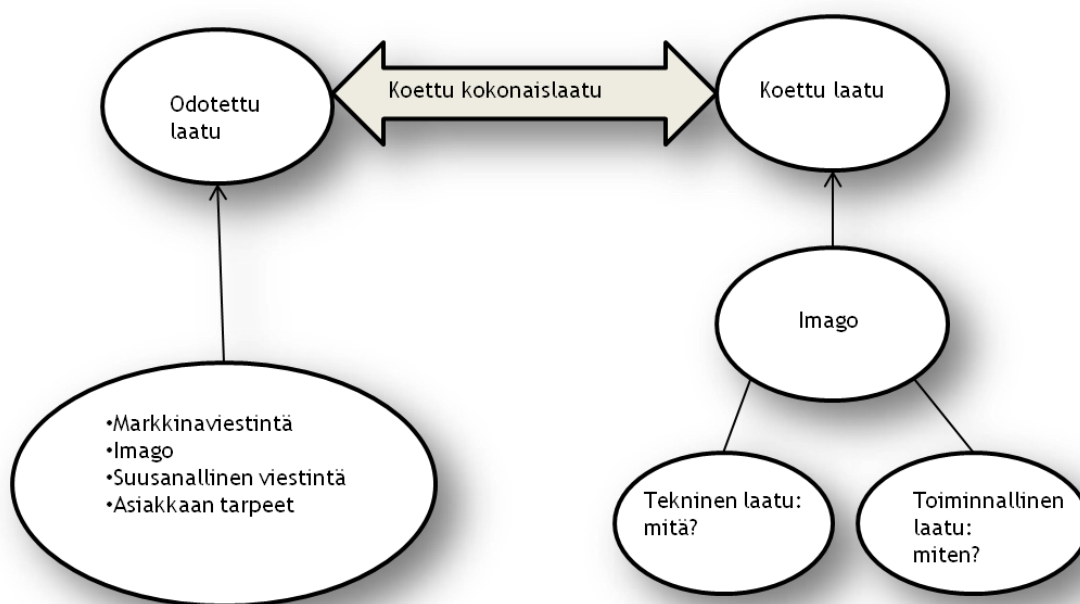 Odotettu
laatu
Koettu kokonaislaatu
Koettu laatu
Imago
•Markkinaviestintä
•Imago
•Suusanallinen viestintä
•Asiakkaan tarpeet
Tekninen laatu:
mitä?
Toiminnallinen
laatu:
miten?